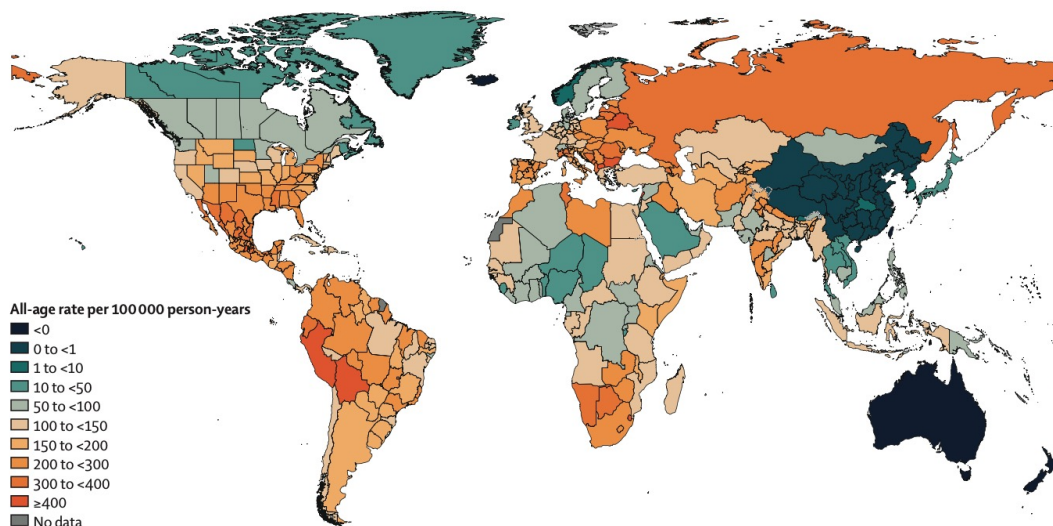 All-age rate per 100 000 person-years
<0
0 to <1
1 to <10
10 to <50
50 to <100
100 to <150
150 to <200
200 to <300
300 to <400
≥400
No data